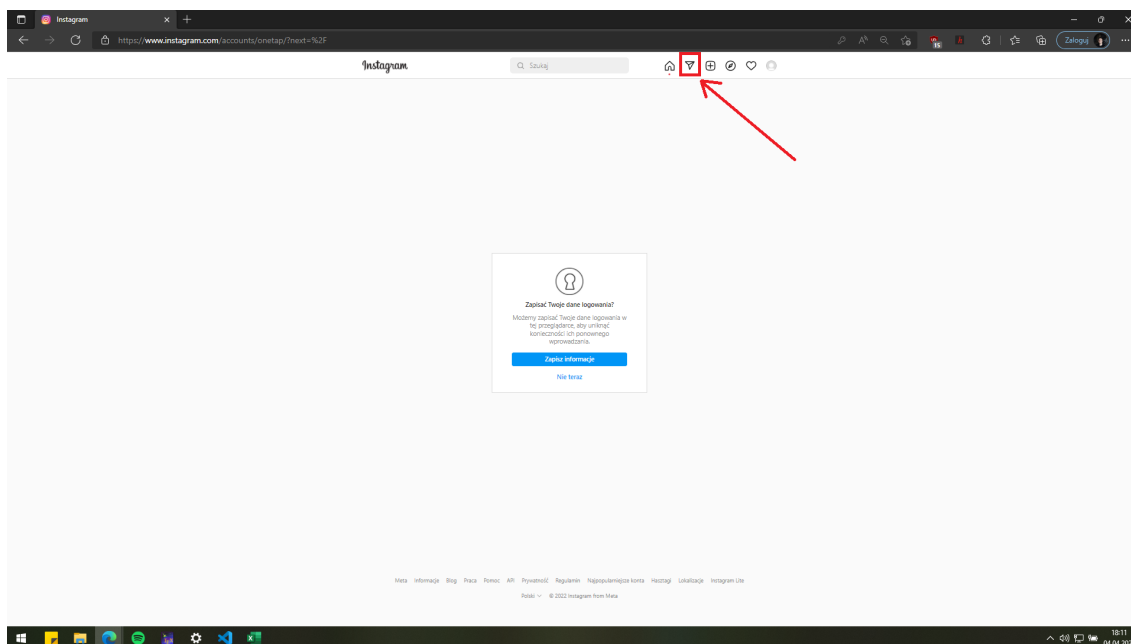 Instagram
https://www.instagram.com/accounts/onetap/?next=%2F
15
Zaloguj
Instagram
Szukaj
Zapisać Twoje dane logowania?
Możemy zapisać Twoje dane logowania w
tej przeglądarce, aby uniknąć
konieczności ich ponownego
wprowadzania.
Zapisz informacje
Nie teraz
Meta Informacje Blog Praca Pomoc API Prywatność Regulamin Najpopularniejsze konta Hasztagi Lokalizacje Instagram Lite
Polski © 2022 Instagram from Meta
18:11